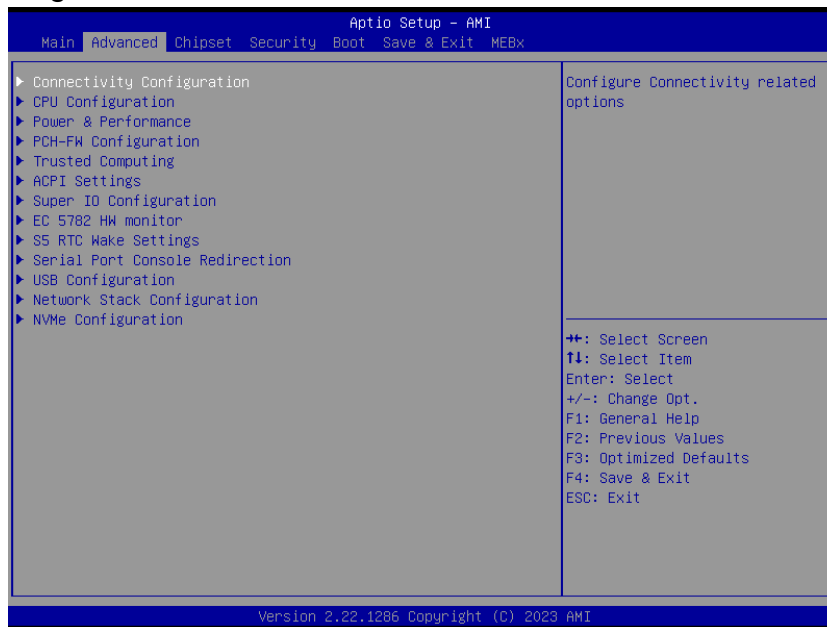 Aptio Setup – AMI
Main Advanced Chipset Security Boot Save & Exit MEBx
▶ Connectivity Configuration
▶ CPU Configuration
▶ Power & Performance
▶ PCH-FW Configuration
▶ Trusted Computing
▶ ACPI Settings
▶ Super IO Configuration
▶ EC 5782 HW monitor
▶ S5 RTC Wake Settings
▶ Serial Port Console Redirection
▶ USB Configuration
▶ Network Stack Configuration
▶ NVMe Configuration
Configure Connectivity related
options
→←: Select Screen
↑↓: Select Item
Enter: Select
+/-: Change Opt.
F1: General Help
F2: Previous Values
F3: Optimized Defaults
F4: Save & Exit
ESC: Exit
Version 2.22.1286 Copyright (C) 2023 AMI